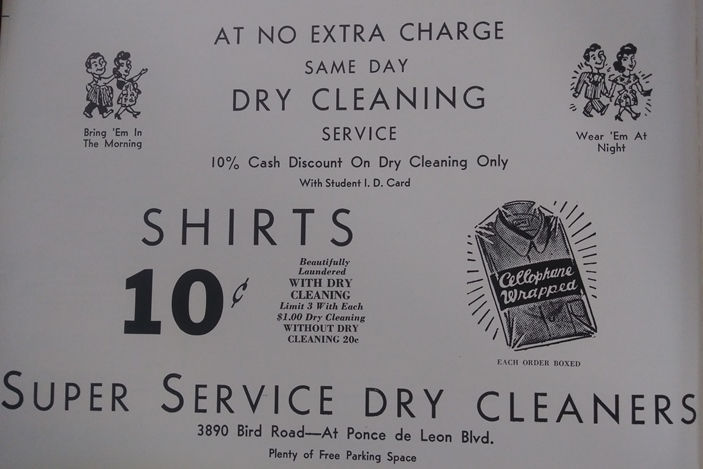 AT NO EXTRA CHARGE
SAME DAY
DRY CLEANING
SERVICE
Bring 'Em In
The Morning
Wear 'Em At
Night
10% Cash Discount On Dry Cleaning Only
With Student I. D. Card
SHIRTS
10¢
Beautifully
Laundered
WITH DRY
CLEANING
Limit 3 With Each
$1.00 Dry Cleaning
WITHOUT DRY
CLEANING 20c
Cellophane
Wrapped
EACH ORDER BOXED
SUPER SERVICE DRY CLEANERS
3890 Bird Road—At Ponce de Leon Blvd.
Plenty of Free Parking Space